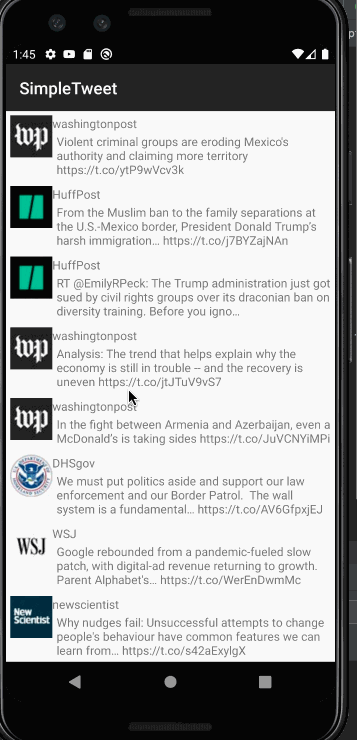 1:45
SimpleTweet
wp
washingtonpost
Violent criminal groups are eroding Mexico's
authority and claiming more territory
https://t.co/ytP9wVcv3k
HuffPost
From the Muslim ban to the family separations at
the U.S.-Mexico border, President Donald Trump's
harsh immigration… https://t.co/j7BYZajNAn
HuffPost
RT @EmilyRPeck: The Trump administration just got
sued by civil rights groups over its draconian ban on
diversity training. Before you igno…
wp
washingtonpost
Analysis: The trend that helps explain why the
economy is still in trouble – and the recovery is
uneven https://t.co/jtJTuV9vS7
wp
washingtonpost
In the fight between Armenia and Azerbaijan, even a
McDonald's is taking sides https://t.co/JuVCNYiMPi
DHSgov
We must put politics aside and support our law
enforcement and our Border Patrol.  The wall
system is a fundamental… https://t.co/AV6GfpxjEJ
WSJ
WSJ
Google rebounded from a pandemic-fueled slow
patch, with digital-ad revenue returning to growth.
Parent Alphabet's… https://t.co/WerEnDwmMc
New
Scientist
newscientist
Why nudges fail: Unsuccessful attempts to change
people's behaviour have common features we can
learn from… https://t.co/s42aExylgX